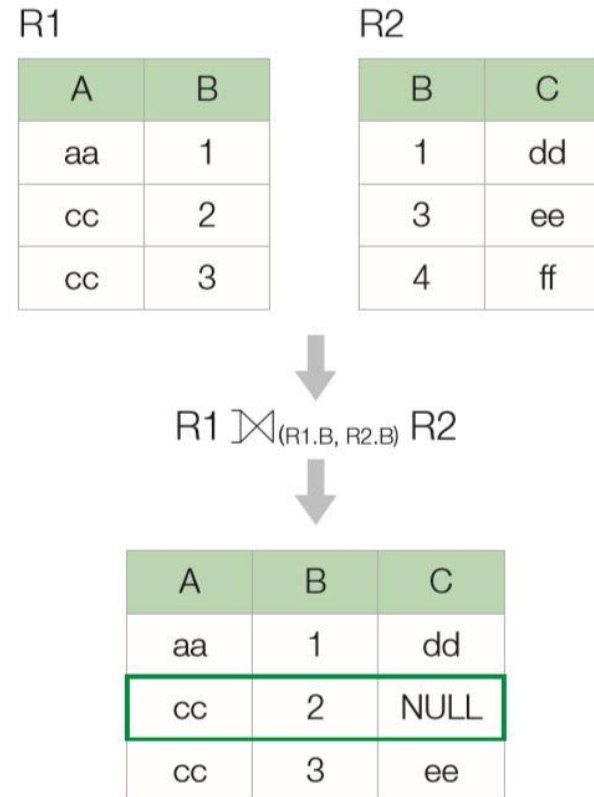 R1 R2
A B B C
aa 1 1 dd
cc 2 3 ee
cc 3 4 ff
R1 ⟕(R1.B, R2.B) R2
A B C
aa 1 dd
cc 2 NULL
cc 3 ee